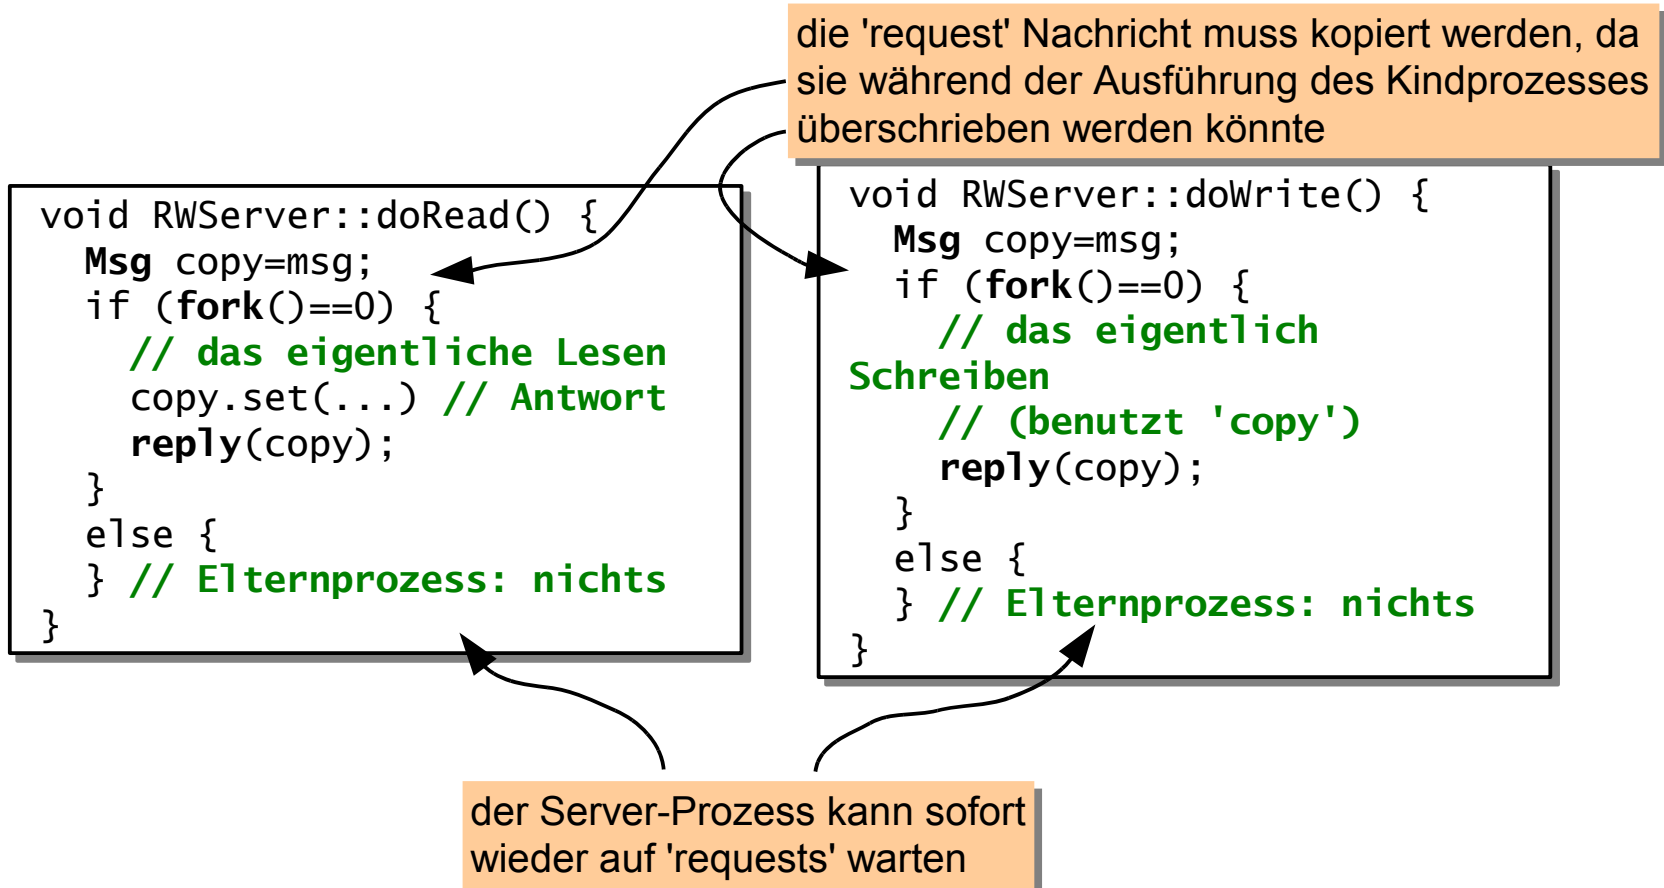 die 'request' Nachricht muss kopiert werden, da
sie während der Ausführung des Kindprozesses
überschrieben werden könnte
void RWServer::doRead() {
Msg copy=msg;
if (fork()==0) {
// das eigentliche Lesen
copy.set(...) // Antwort
reply(copy);
}
else {
} // Elternprozess: nichts
}
void RWServer::doWrite() {
Msg copy=msg;
if (fork()==0) {
// das eigentlich
Schreiben
// (benutzt 'copy')
reply(copy);
}
else {
} // Elternprozess: nichts
}
der Server-Prozess kann sofort
wieder auf 'requests' warten